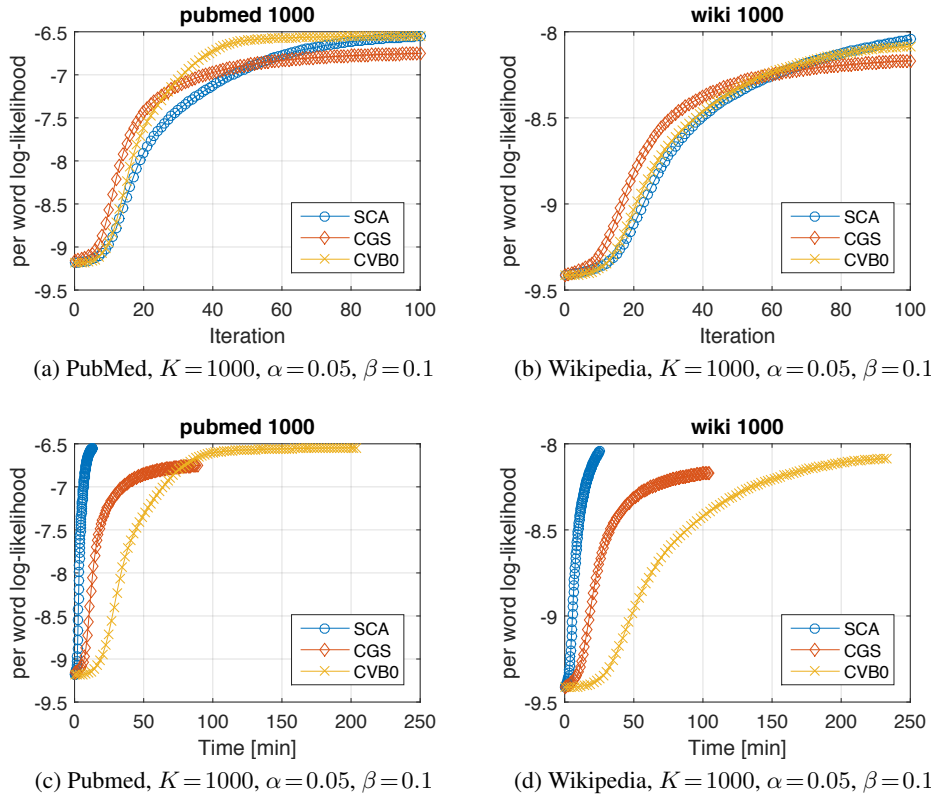 pubmed 1000
per word log-likelihood
-6.5
-7
-7.5
-8
-8.5
-9
-9.5
0 20 40 60 80 100
Iteration
SCA
CGS
CVB0
(a) PubMed, K=1000, α=0.05, β=0.1
wiki 1000
per word log-likelihood
-8
-8.5
-9
-9.5
0 20 40 60 80 100
Iteration
SCA
CGS
CVB0
(b) Wikipedia, K=1000, α=0.05, β=0.1
pubmed 1000
per word log-likelihood
-6.5
-7
-7.5
-8
-8.5
-9
-9.5
0 50 100 150 200 250
Time [min]
SCA
CGS
CVB0
(c) Pubmed, K=1000, α=0.05, β=0.1
wiki 1000
per word log-likelihood
-8
-8.5
-9
-9.5
0 50 100 150 200 250
Time [min]
SCA
CGS
CVB0
(d) Wikipedia, K=1000, α=0.05, β=0.1